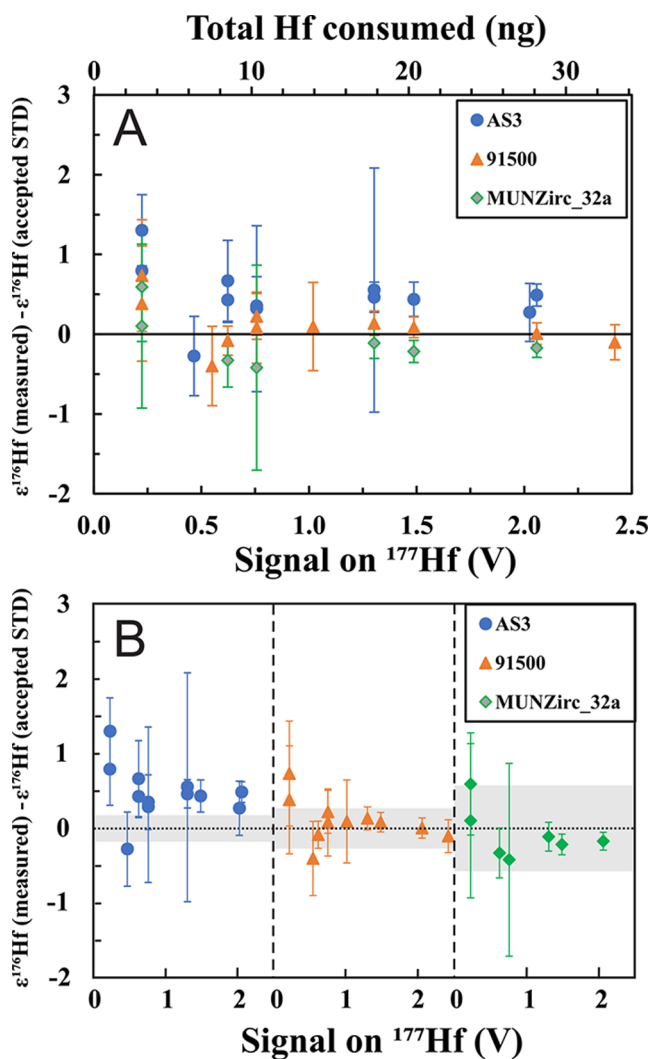 Total Hf consumed (ng)
0 10 20 30
3
A
AS3
2
91500
MUNZirc_32a
1
0
-1
-2
ε¹⁷⁶Hf (measured) -ε¹⁷⁶Hf (accepted STD)
0.0 0.5 1.0 1.5 2.0 2.5
Signal on ¹⁷⁷Hf (V)
3
B
AS3
2
91500
MUNZirc_32a
1
0
-1
-2
ε¹⁷⁶Hf (measured) -ε¹⁷⁶Hf (accepted STD)
0 1 2 0 1 2 0 1 2
Signal on ¹⁷⁷Hf (V)